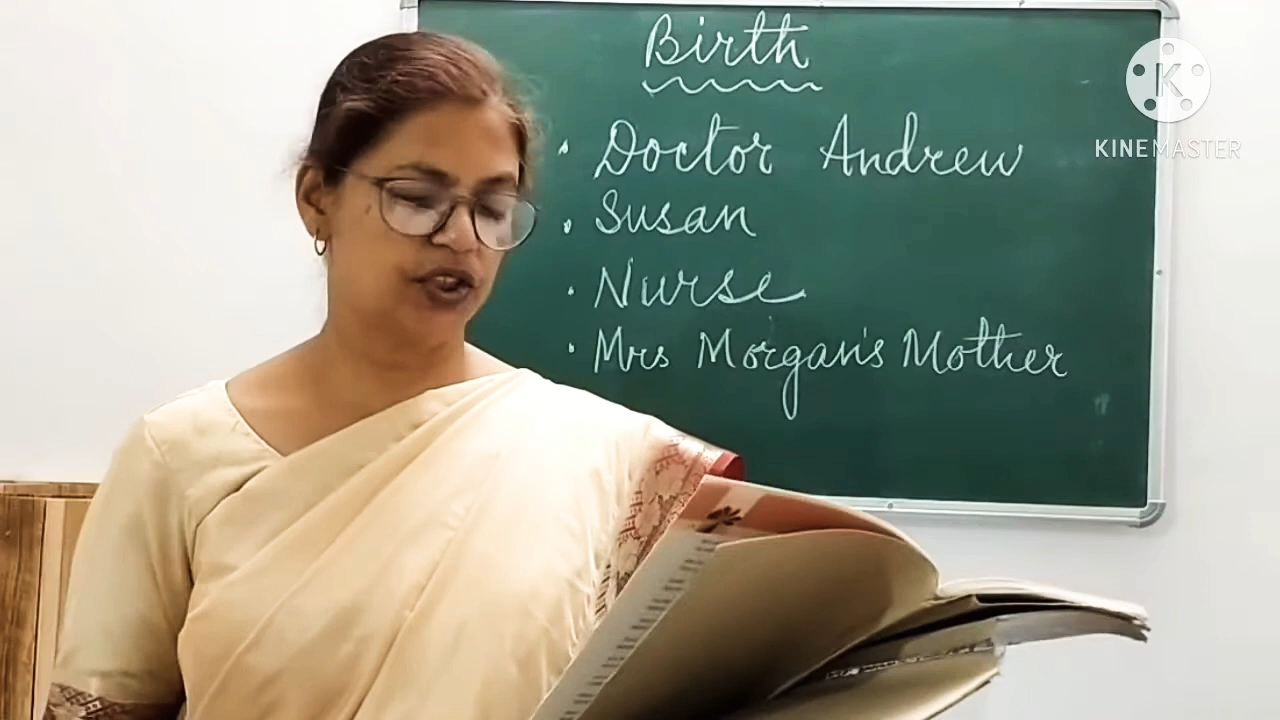 Birth
• Doctor Andrew
• Susan
• Nurse
• Mrs Morgan's Mother
K
KINEMASTER